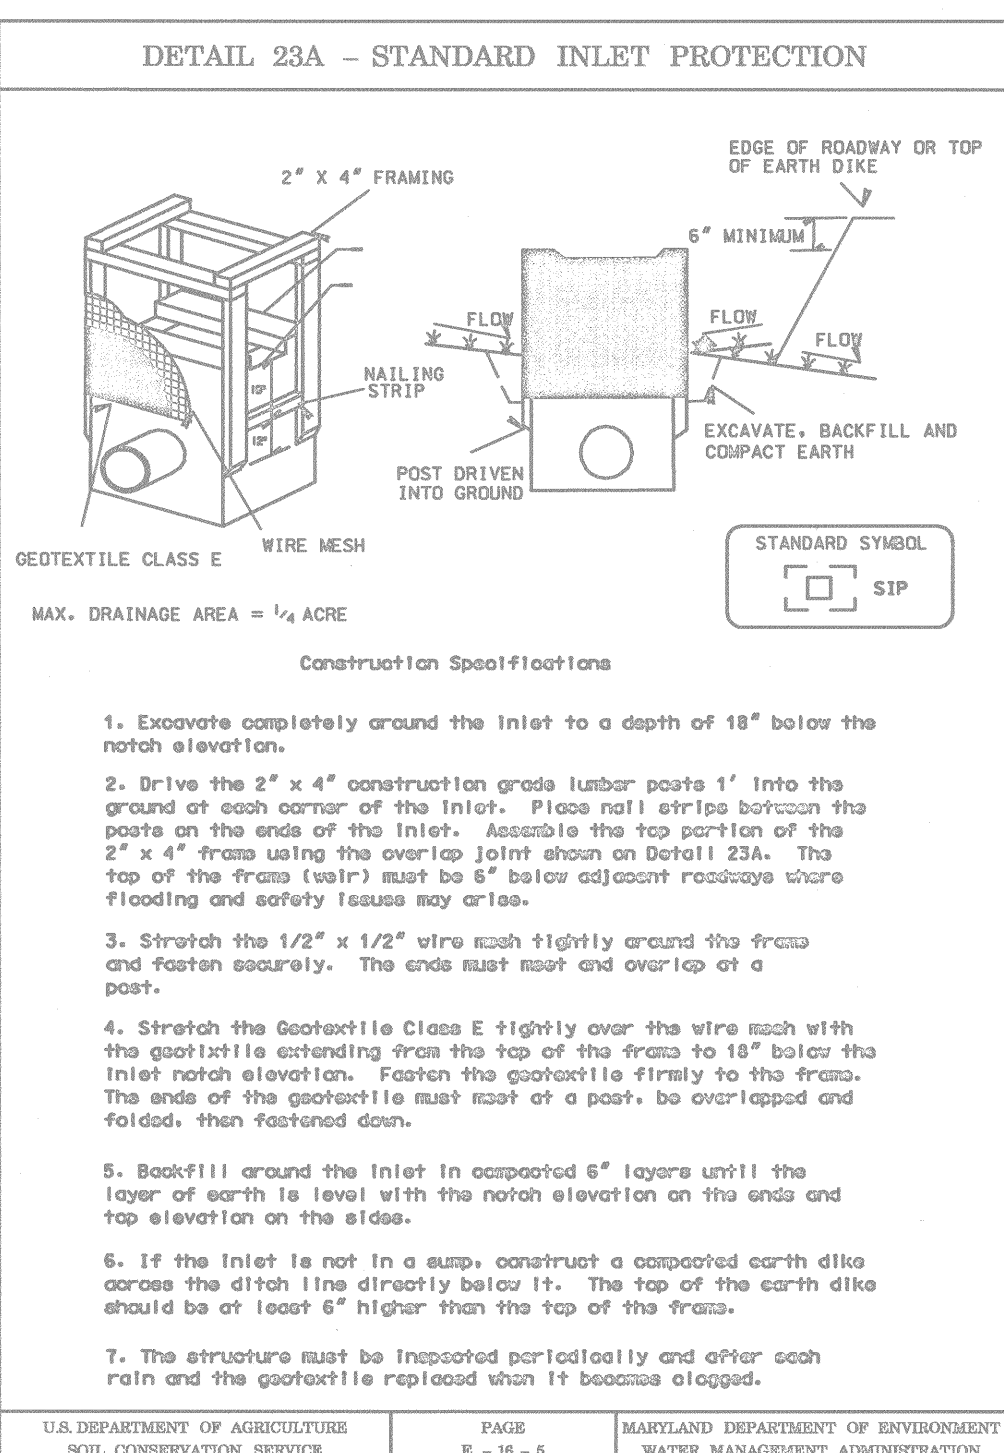 DETAIL 23A – STANDARD INLET PROTECTION
EDGE OF ROADWAY OR TOP
OF EARTH DIKE
2" X 4" FRAMING
6" MINIMUM
FLOW
FLOW
FLOW
NAILING
STRIP
12"
EXCAVATE, BACKFILL AND
COMPACT EARTH
POST DRIVEN
INTO GROUND
WIRE MESH
GEOTEXTILE CLASS E
STANDARD SYMBOL
SIP
MAX. DRAINAGE AREA = 1/4 ACRE
Construction Specifications
1. Excavate completely around the inlet to a depth of 18" below the
notch elevation.
2. Drive the 2" x 4" construction grade lumber posts 1' into the
ground at each corner of the inlet. Place nail strips between the
posts on the ends of the inlet. Assemble the top portion of the
2" x 4" frame using the overlap joint shown on Detail 23A. The
top of the frame (weir) must be 6" below adjacent roadways where
flooding and safety issues may arise.
3. Stretch the 1/2" x 1/2" wire mesh tightly around the frame
and fasten securely. The ends must meet and overlap at a
post.
4. Stretch the Geotextile Class E tightly over the wire mesh with
the geotixtile extending from the top of the frame to 18" below the
inlet notch elevation. Fasten the geotextile firmly to the frame.
The ends of the geotextile must meet at a post, be overlapped and
folded, then fastened down.
5. Backfill around the inlet in compacted 6" layers until the
layer of earth is level with the notch elevation on the ends and
top elevation on the sides.
6. If the inlet is not in a sump, construct a compacted earth dike
across the ditch line directly below it. The top of the earth dike
should be at least 6" higher than the top of the frame.
7. The structure must be inspected periodically and after each
rain and the geotextile replaced when it becomes clogged.
U.S. DEPARTMENT OF AGRICULTURE
SOIL CONSERVATION SERVICE
PAGE
E - 16 - 5
MARYLAND DEPARTMENT OF ENVIRONMENT
WATER MANAGEMENT ADMINISTRATION